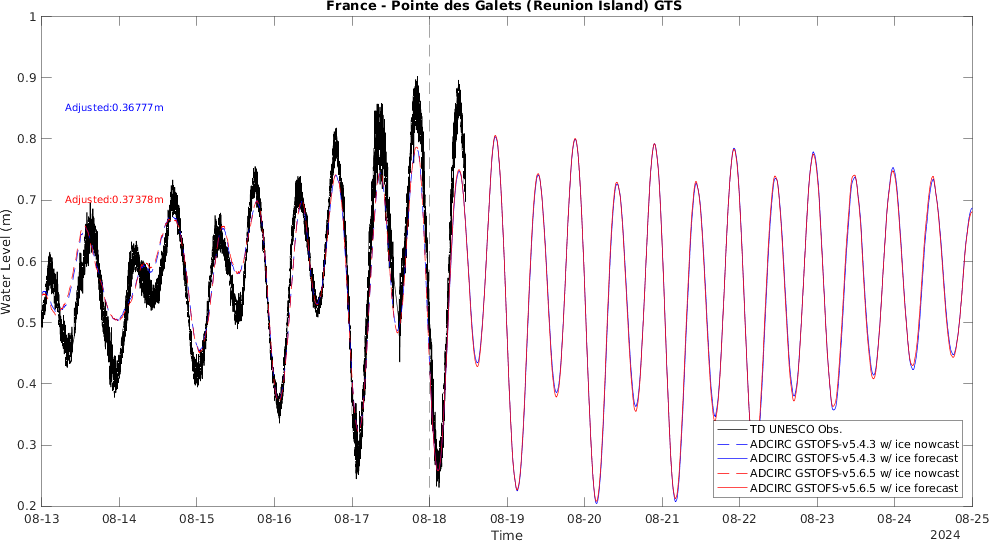 France - Pointe des Galets (Reunion Island) GTS
1
0.9
0.8
0.7
0.6
0.5
0.4
0.3
0.2
Water Level (m)
Adjusted:0.36777m
Adjusted:0.37378m
TD UNESCO Obs.
ADCIRC GSTOFS-v5.4.3 w/ ice nowcast
ADCIRC GSTOFS-v5.4.3 w/ ice forecast
ADCIRC GSTOFS-v5.6.5 w/ ice nowcast
ADCIRC GSTOFS-v5.6.5 w/ ice forecast
08-13 08-14 08-15 08-16 08-17 08-18 08-19 08-20 08-21 08-22 08-23 08-24 08-25
Time
2024